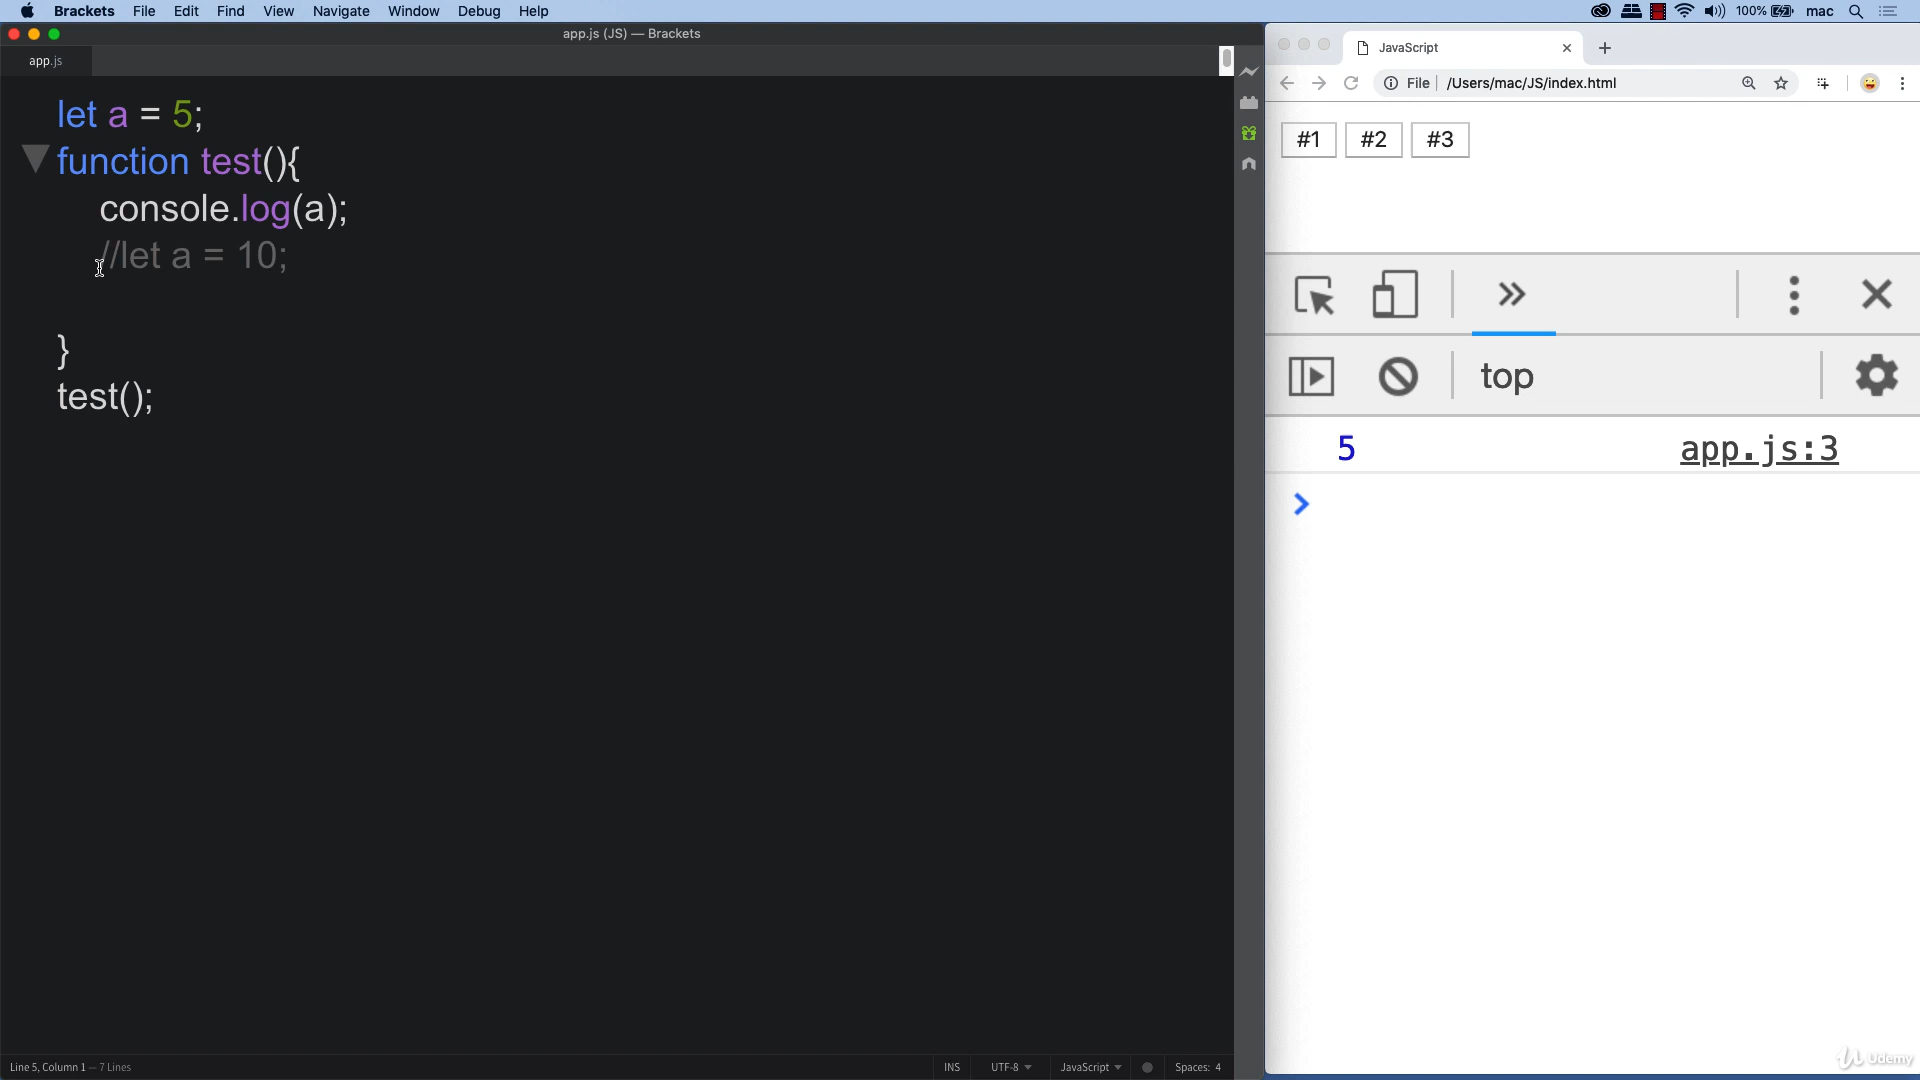 Brackets File Edit Find View Navigate Window Debug Help
100% mac
app.js (JS) — Brackets
app.js
let a = 5;
function test(){
console.log(a);
//let a = 10;
}
test();
Line 5, Column 1 — 7 Lines
INS UTF-8 JavaScript Spaces: 4
JavaScript
File /Users/mac/JS/index.html
#1 #2 #3
top
5 app.js:3
Udemy